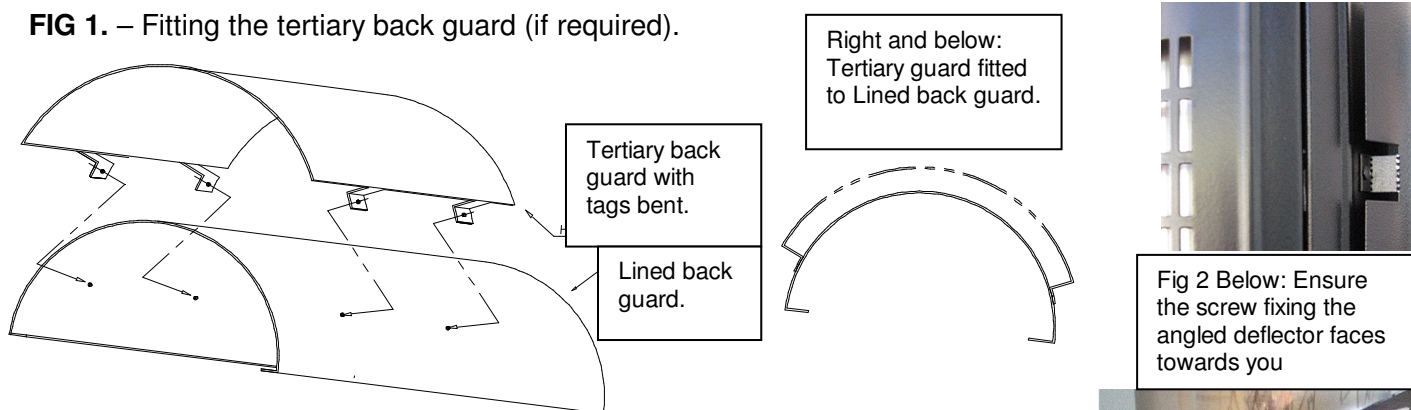 FIG 1. – Fitting the tertiary back guard (if required).
Right and below:
Tertiary guard fitted
to Lined back guard.
Tertiary back
guard with
tags bent.
Lined back
guard.
Fig 2 Below: Ensure
the screw fixing the
angled deflector faces
towards you